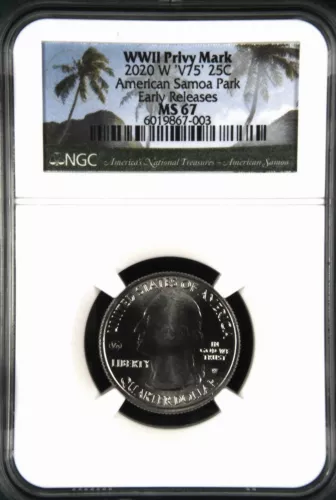 WWII Privy Mark
2020 W 'V75' 25C
American Samoa Park
Early Releases
MS 67
6019867-003
NGC
America's National Treasures - American Samoa
UNITED STATES OF AMERICA
V75
IN
GOD WE
TRUST
LIBERTY
W
QUARTER DOLLAR